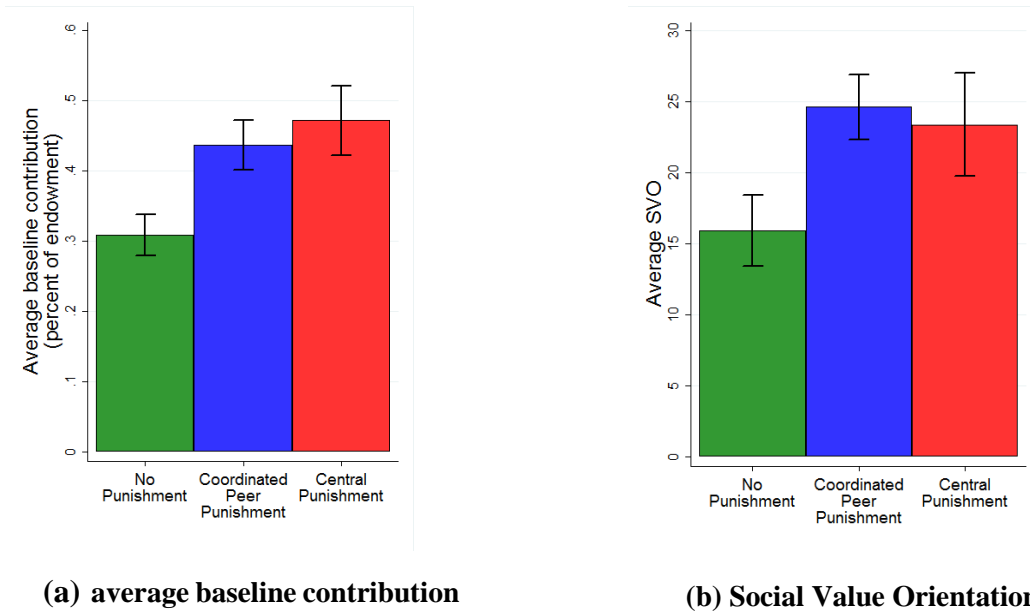 Average baseline contribution
(percent of endowment)
.6
.5
.4
.3
.2
.1
0
No
Punishment
Coordinated
Peer
Punishment
Central
Punishment
(a) average baseline contribution
Average SVO
30
25
20
15
10
5
0
No
Punishment
Coordinated
Peer
Punishment
Central
Punishment
(b) Social Value Orientation